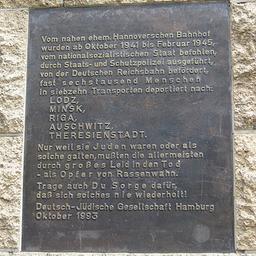 Vom nahen ehem. Hannoverschen Bahnhof
wurden ab Oktober 1941 bis Februar 1945,
vom nationalsozialistischen Staat befohlen,
durch Staats- und Schutzpolizei ausgeführt,
von der Deutschen Reichsbahn befördert,
fast sechstausend Menschen
in siebzehn Transporten deportiert nach:
LODZ,
MINSK,
RIGA,
AUSCHWITZ,
THERESIENSTADT.
Nur weil sie Juden waren oder als
solche galten, mußten die allermeisten
durch großes Leid in den Tod
- als Opfer von Rassenwahn.
Trage auch Du Sorge dafür,
daß sich solches nie wiederholt!
Deutsch-Jüdische Gesellschaft Hamburg
Oktober 1993